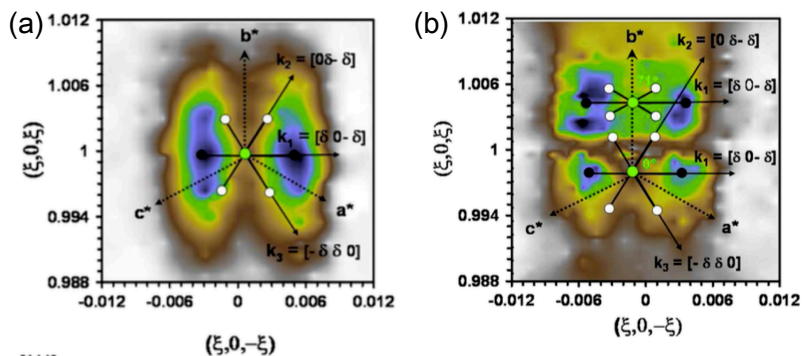 (a)
1.012
1.006
1
0.994
0.988
(ξ,0,ξ)
b*
k₂ = [0δ- δ]
k₁ = [δ 0- δ]
c*
a*
k₃ = [- δ δ 0]
-0.012
-0.006
0
0.006
0.012
(ξ,0,–ξ)
(b)
1.012
1.006
1
0.994
0.988
(ξ,0,ξ)
b*
k₂ = [0 δ- δ]
k₁ = [δ 0- δ]
k₁ = [δ 0- δ]
c*
a*
k₃ = [- δ δ 0]
-0.012
-0.006
0
0.006
0.012
(ξ,0,–ξ)